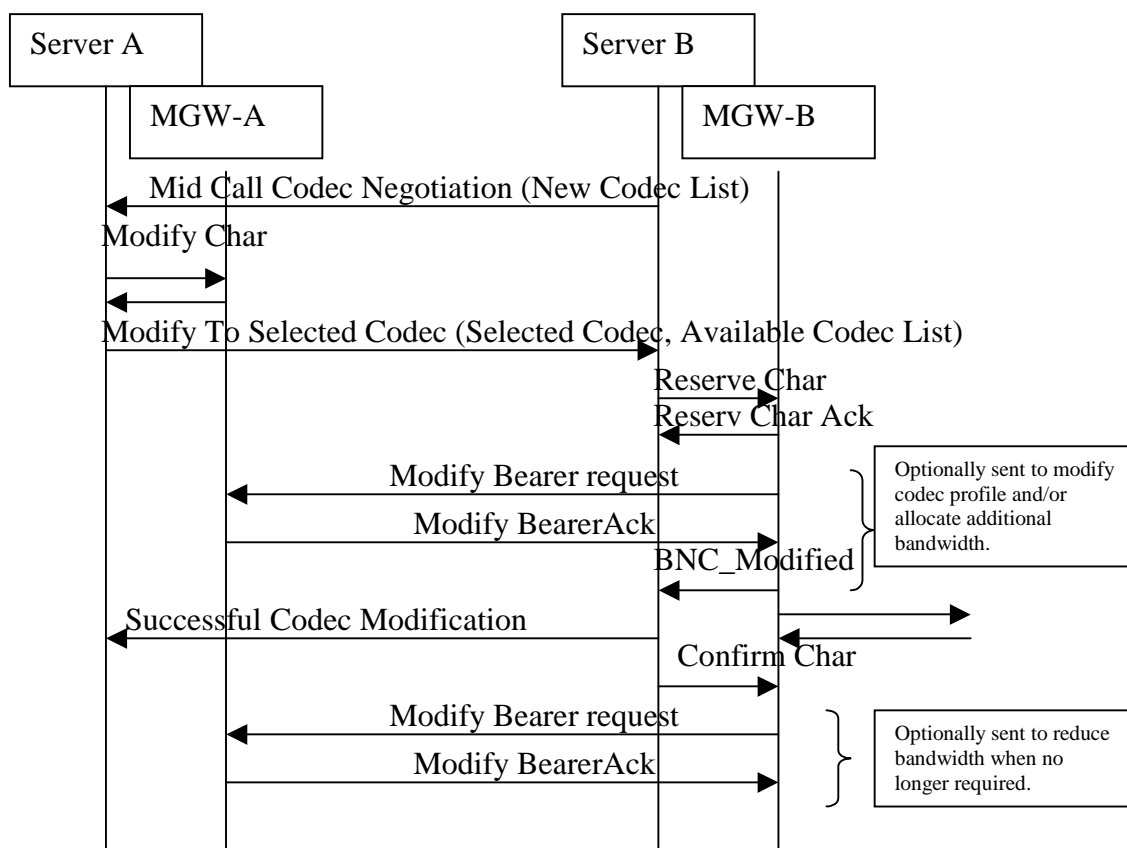 Server A
Server B
MGW-A
MGW-B
Mid Call Codec Negotiation (New Codec List)
Modify Char
Modify To Selected Codec (Selected Codec, Available Codec List)
Reserve Char
Reserv Char Ack
Modify Bearer request
Optionally sent to modify
codec profile and/or
allocate additional
bandwidth.
Modify BearerAck
BNC_Modified
Successful Codec Modification
Confirm Char
Modify Bearer request
Optionally sent to reduce
bandwidth when no
longer required.
Modify BearerAck